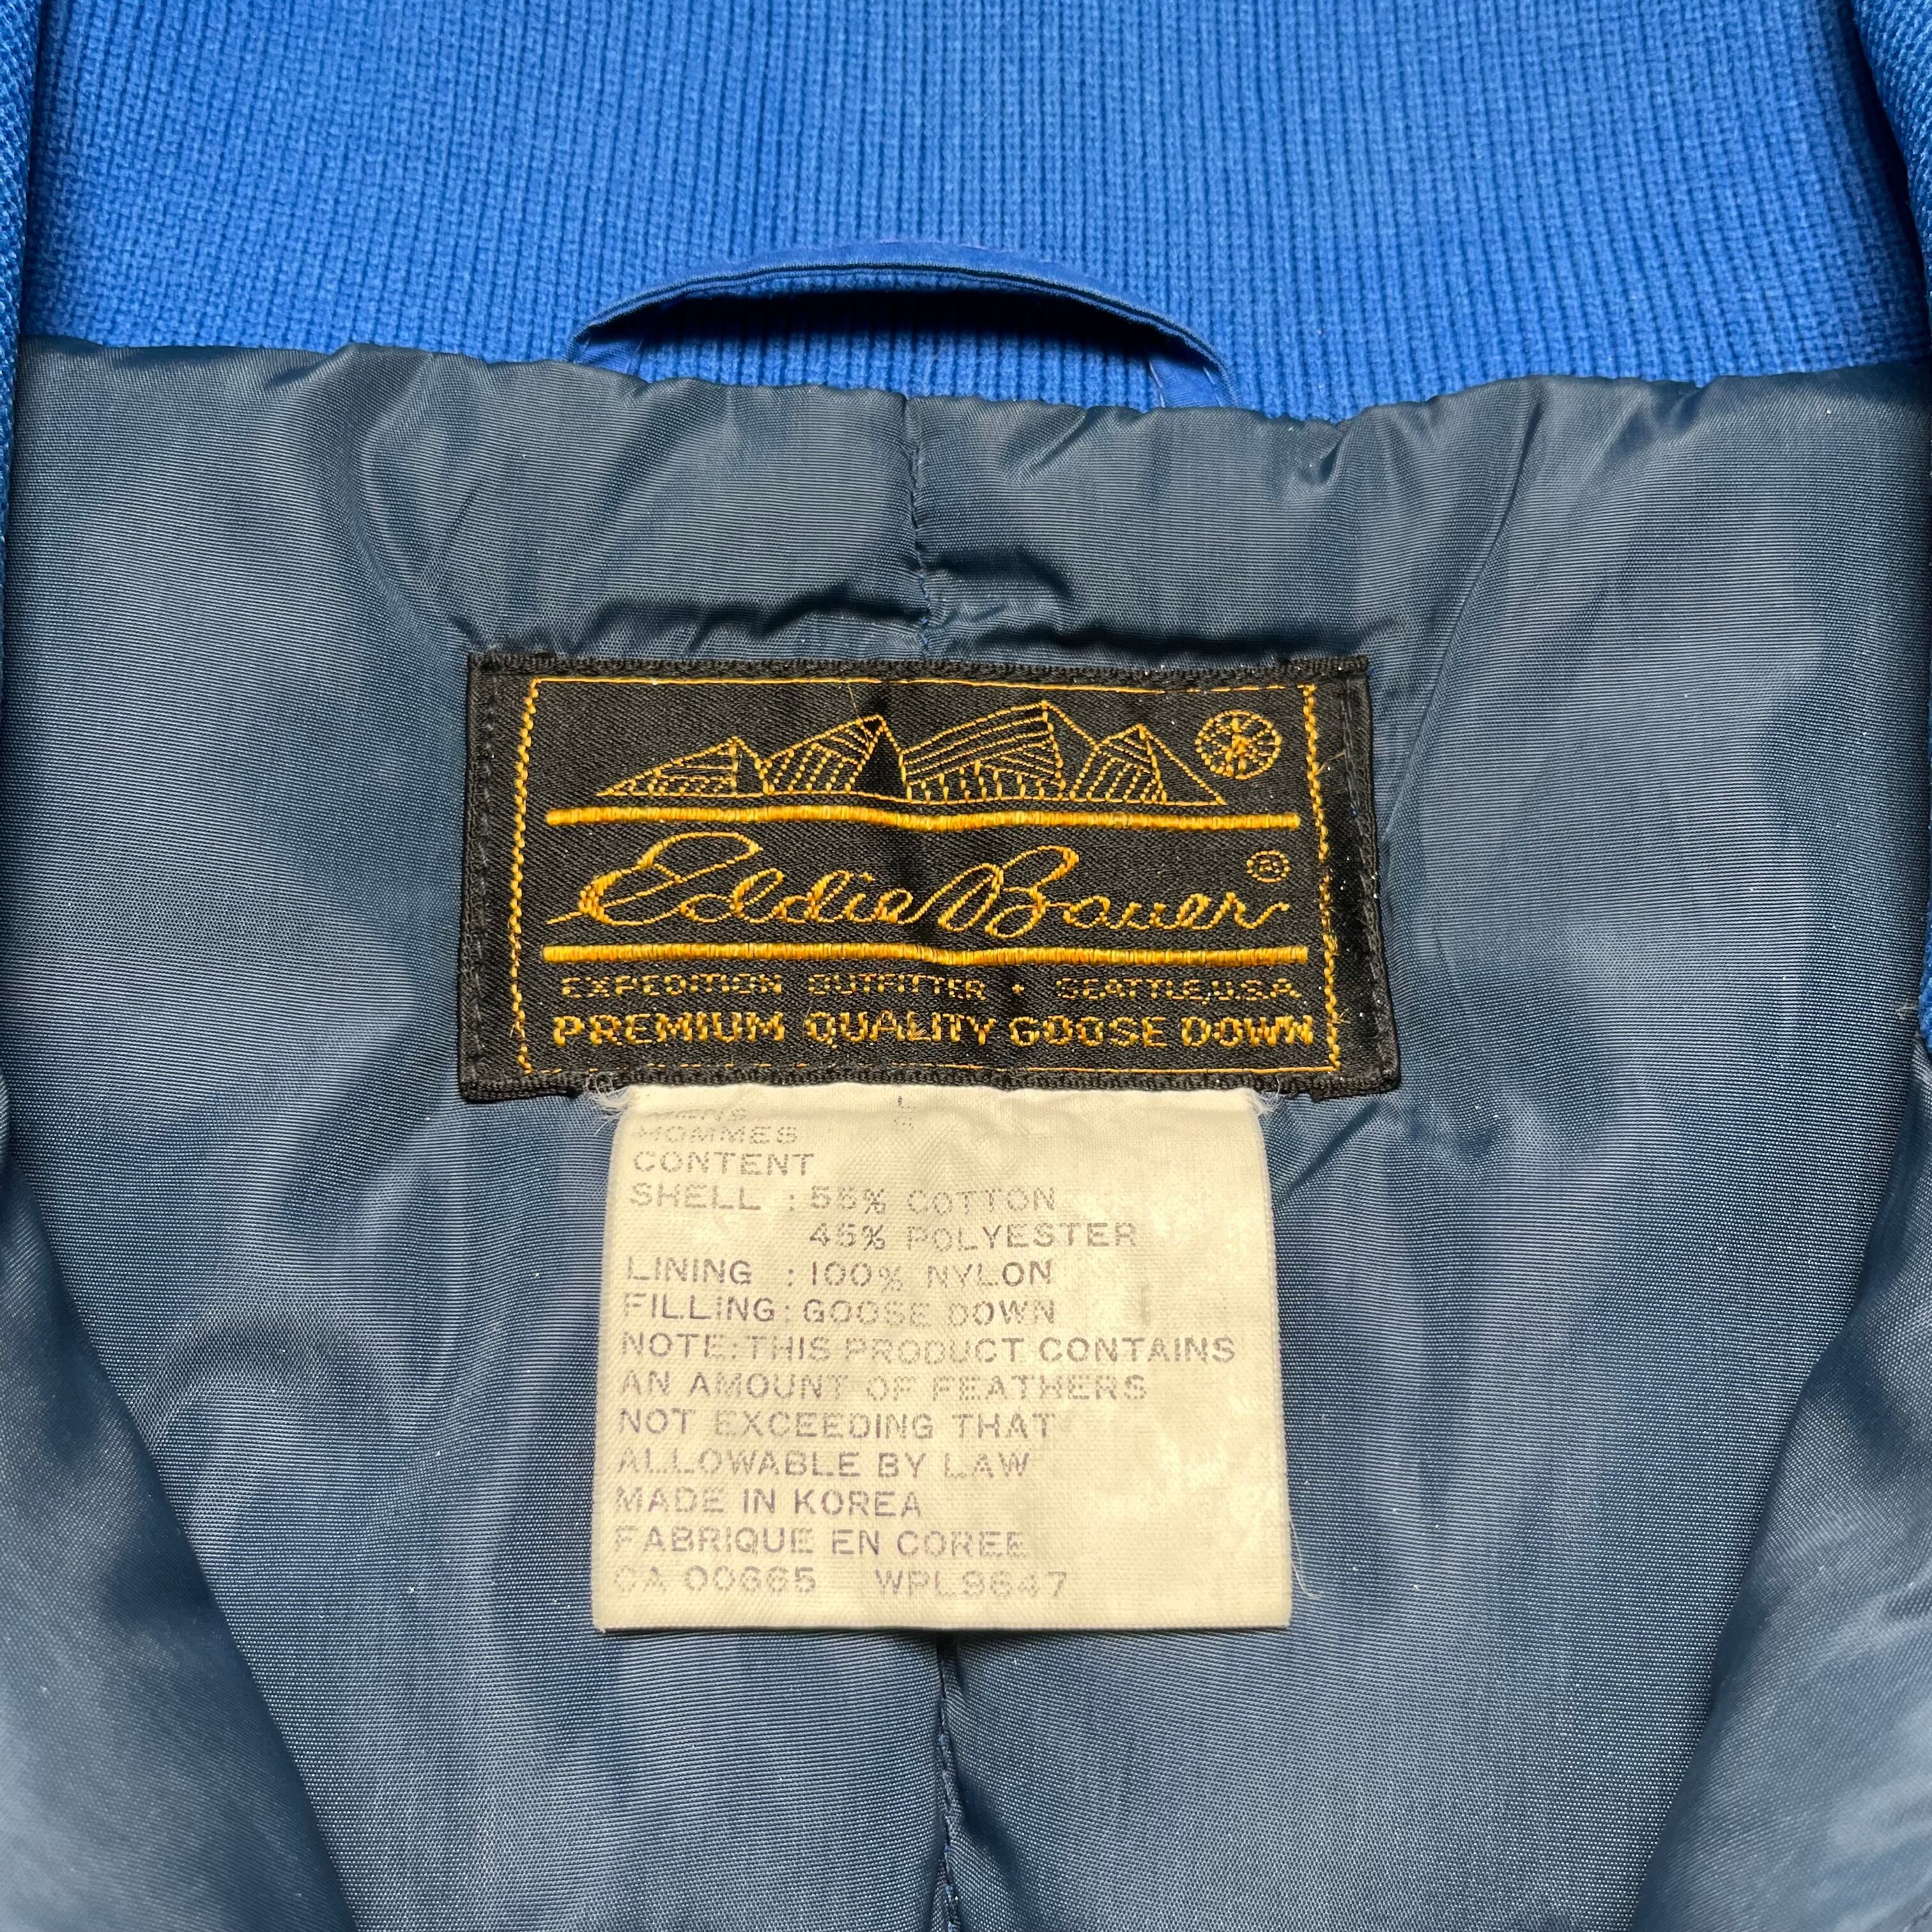 Eddie Bauer ®
EXPEDITION OUTFITTER • SEATTLE, U.S.A.
PREMIUM QUALITY GOOSE DOWN
MEN'S L
HOMMES
CONTENT
SHELL : 55% COTTON
45% POLYESTER
LINING : 100% NYLON
FILLING: GOOSE DOWN
NOTE: THIS PRODUCT CONTAINS
AN AMOUNT OF FEATHERS
NOT EXCEEDING THAT
ALLOWABLE BY LAW
MADE IN KOREA
FABRIQUE EN COREE
CA 00665 WPL9647